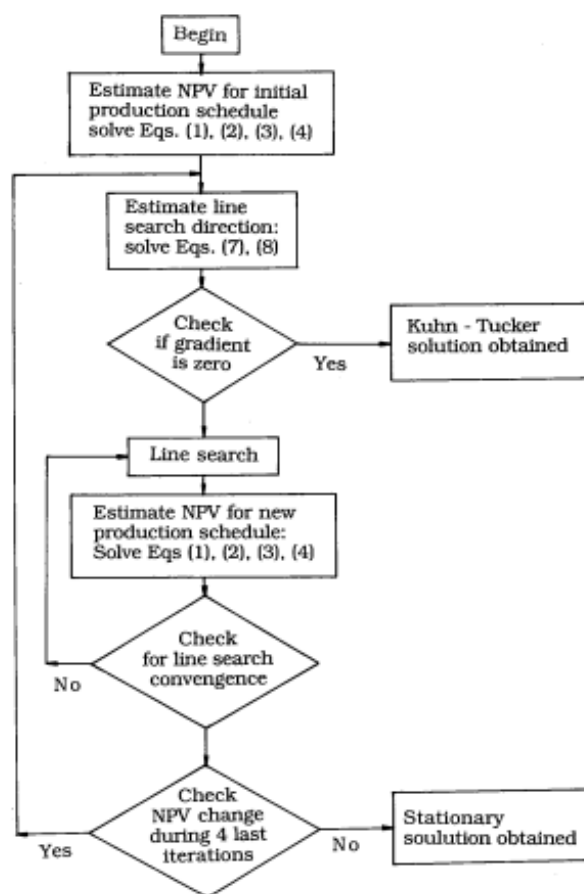 Begin
Estimate NPV for initial
production schedule
solve Eqs. (1), (2), (3), (4)
Estimate line
search direction:
solve Eqs. (7), (8)
Check
if gradient
is zero
Yes
Kuhn - Tucker
solution obtained
Line search
Estimate NPV for new
production schedule:
Solve Eqs (1), (2), (3), (4)
Check
for line search
convengence
No
Check
NPV change
during 4 last
iterations
Yes
No
Stationary
soulution obtained